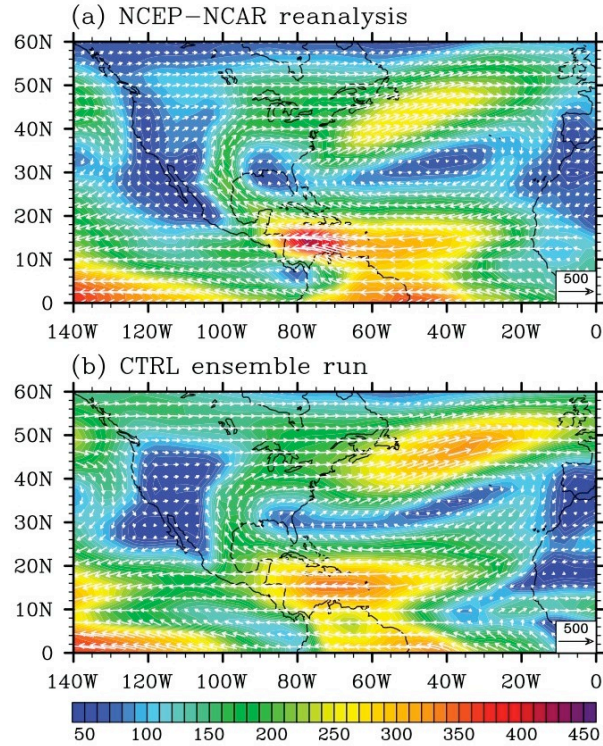 (a) NCEP−NCAR reanalysis
60N
50N
40N
30N
20N
10N
0
500
140W 120W 100W 80W 60W 40W 20W 0
(b) CTRL ensemble run
60N
50N
40N
30N
20N
10N
0
500
140W 120W 100W 80W 60W 40W 20W 0
50 100 150 200 250 300 350 400 450